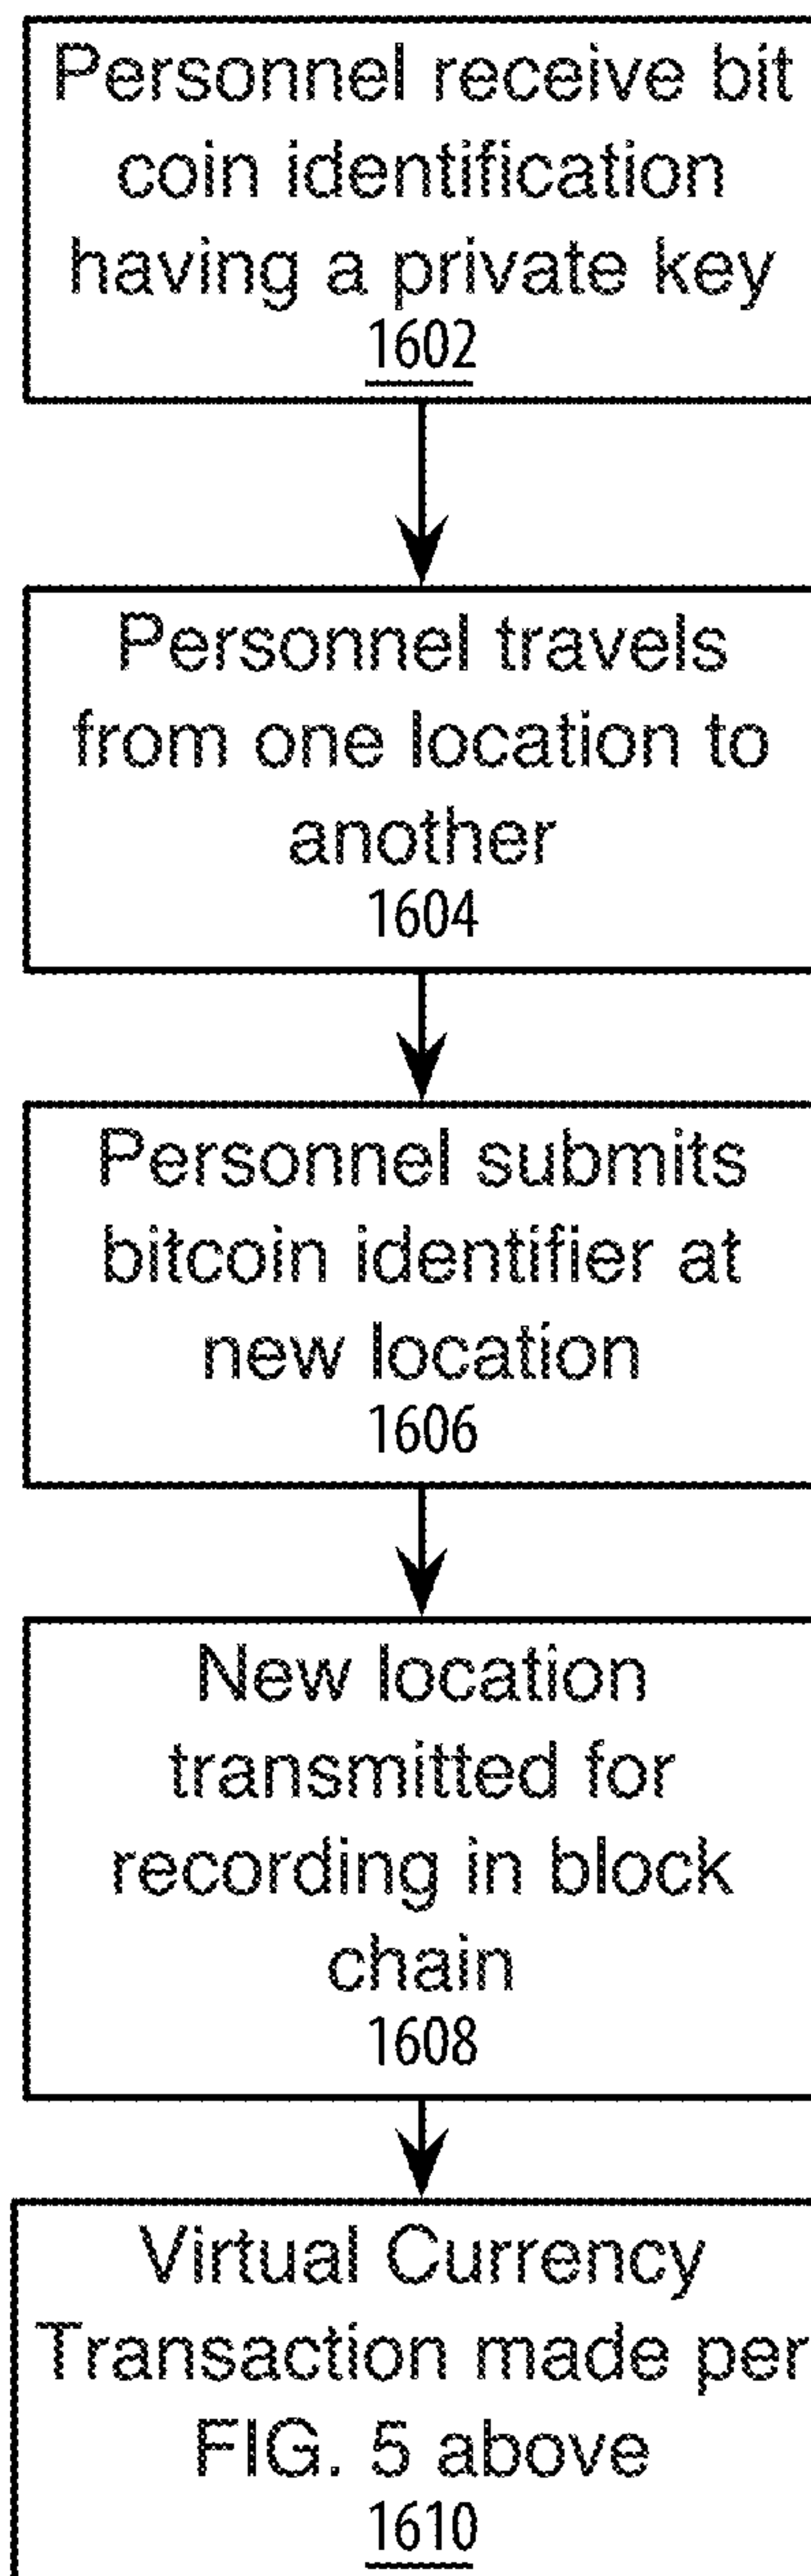 Personnel receive bit
coin identification
having a private key
1602
Personnel travels
from one location to
another
1604
Personnel submits
bitcoin identifier at
new location
1606
New location
transmitted for
recording in block
chain
1608
Virtual Currency
Transaction made per
FIG. 5 above
1610